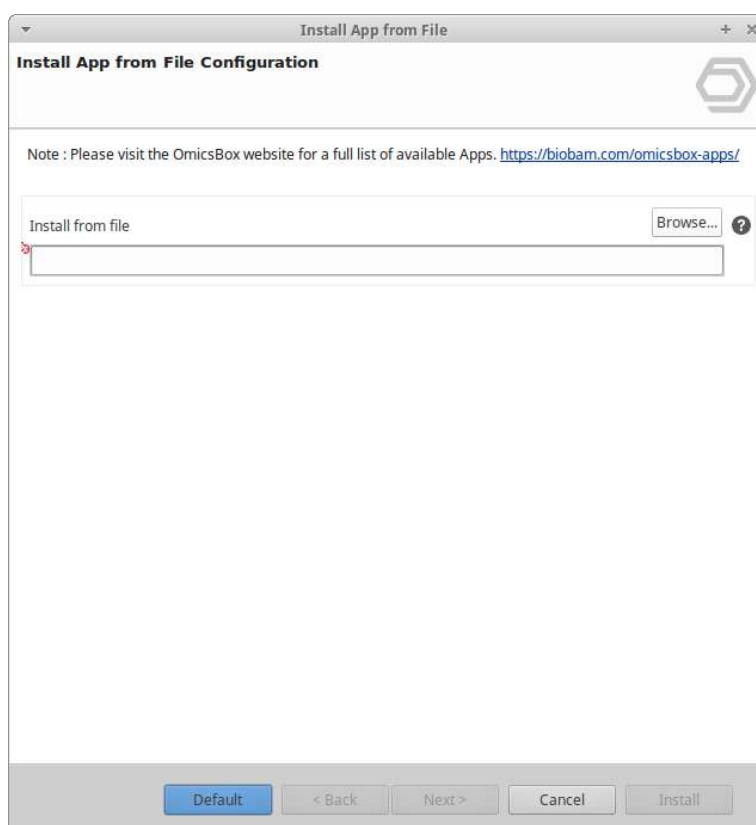 Install App from File
Install App from File Configuration
Note : Please visit the OmicsBox website for a full list of available Apps. https://biobam.com/omicsbox-apps/
Install from file Browse... ?
Default < Back Next > Cancel Install